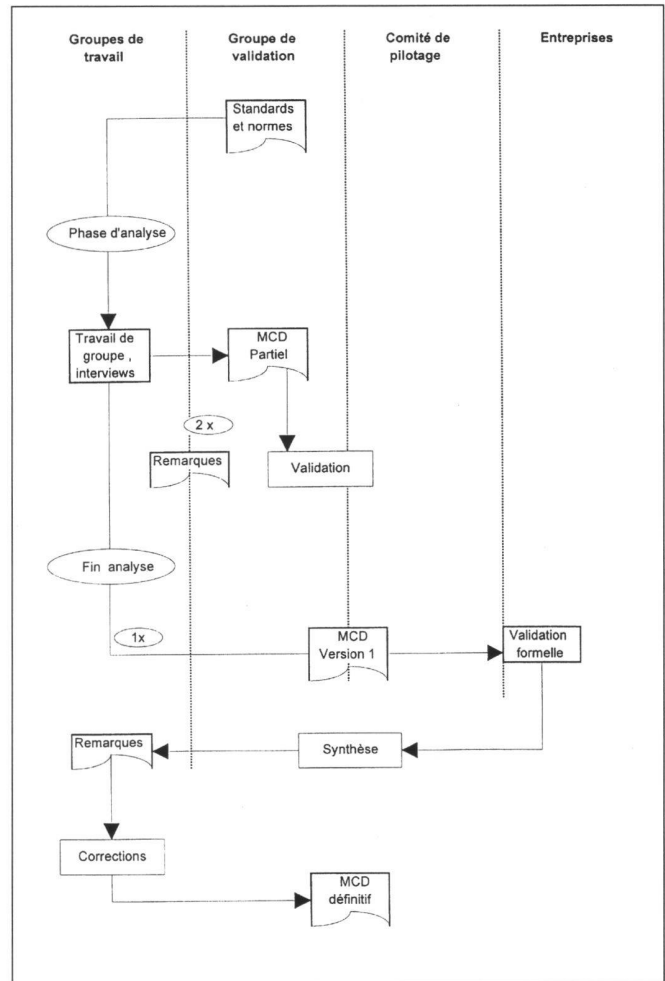 Groupes de
travail
Groupe de
validation
Comité de
pilotage
Entreprises
Standards
et normes
Phase d'analyse
Travail de
groupe ,
interviews
MCD
Partiel
2 x
Remarques
Validation
Fin analyse
1x
MCD
Version 1
Validation
formelle
Remarques
Synthèse
Corrections
MCD
définitif